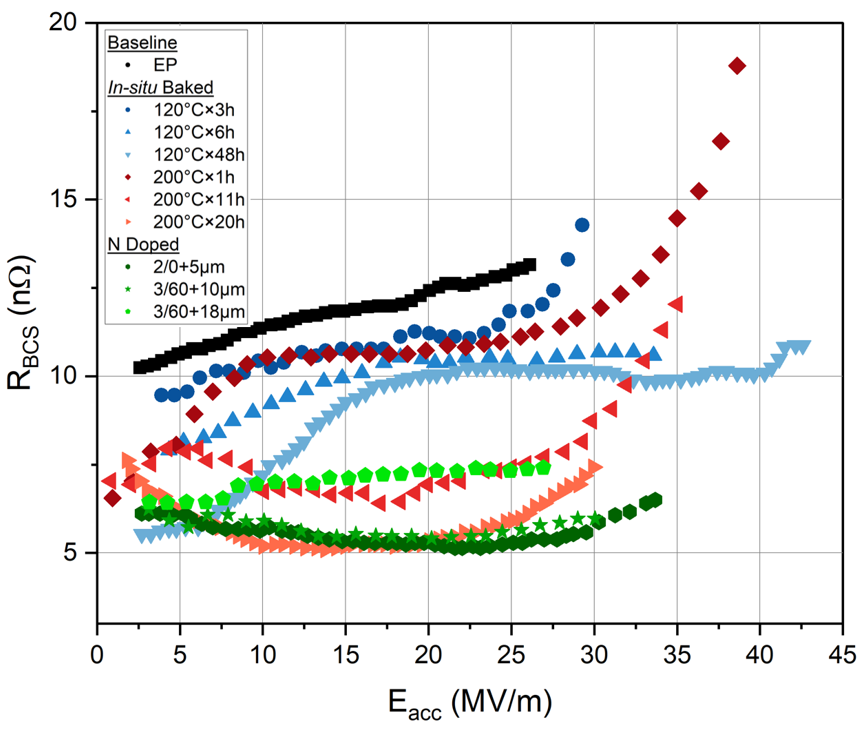 20
15
10
5
R_BCS (nΩ)
Baseline
EP
In-situ Baked
120°C×3h
120°C×6h
120°C×48h
200°C×1h
200°C×11h
200°C×20h
N Doped
2/0+5µm
3/60+10µm
3/60+18µm
0 5 10 15 20 25 30 35 40 45
E_acc (MV/m)